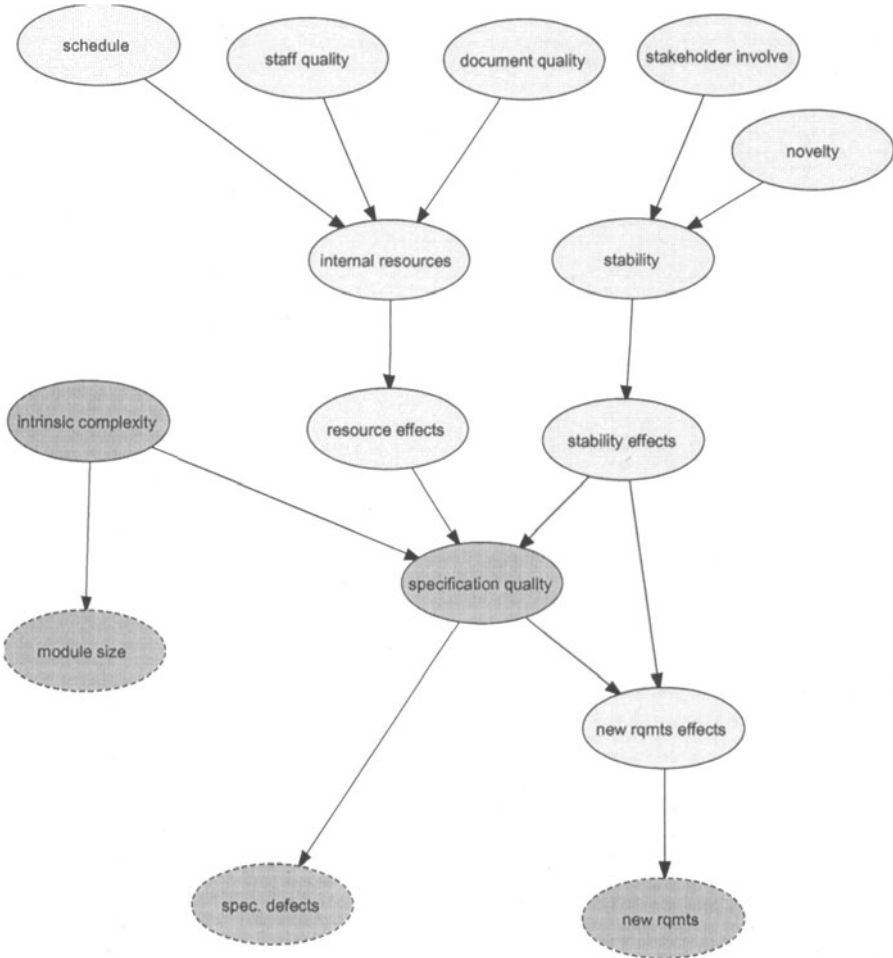 schedule
staff quality
document quality
stakeholder involve
novelty
internal resources
stability
intrinsic complexity
resource effects
stability effects
specification quality
module size
new rqmts effects
spec. defects
new rqmts